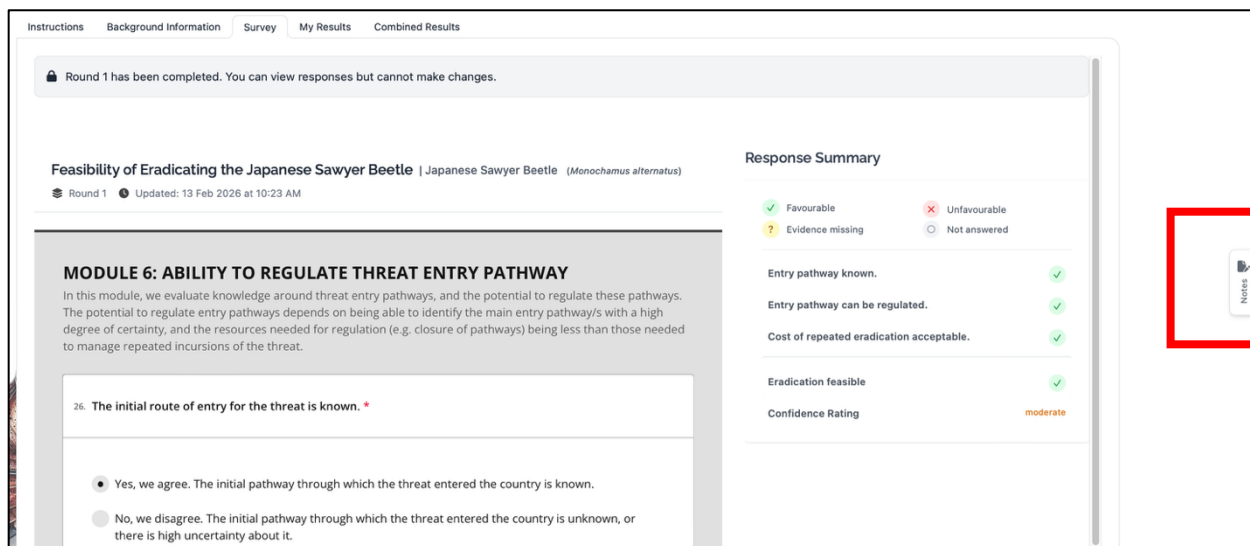 Instructions Background Information Survey My Results Combined Results
Round 1 has been completed. You can view responses but cannot make changes.
Feasibility of Eradicating the Japanese Sawyer Beetle | Japanese Sawyer Beetle (Monochamus alternatus)
Round 1 Updated: 13 Feb 2026 at 10:23 AM
MODULE 6: ABILITY TO REGULATE THREAT ENTRY PATHWAY
In this module, we evaluate knowledge around threat entry pathways, and the potential to regulate these pathways.
The potential to regulate entry pathways depends on being able to identify the main entry pathway/s with a high
degree of certainty, and the resources needed for regulation (e.g. closure of pathways) being less than those needed
to manage repeated incursions of the threat.
26. The initial route of entry for the threat is known. *
Yes, we agree. The initial pathway through which the threat entered the country is known.
No, we disagree. The initial pathway through which the threat entered the country is unknown, or
there is high uncertainty about it.
Response Summary
Favourable Unfavourable
? Evidence missing Not answered
Entry pathway known.
Entry pathway can be regulated.
Cost of repeated eradication acceptable.
Eradication feasible
Confidence Rating moderate
Notes